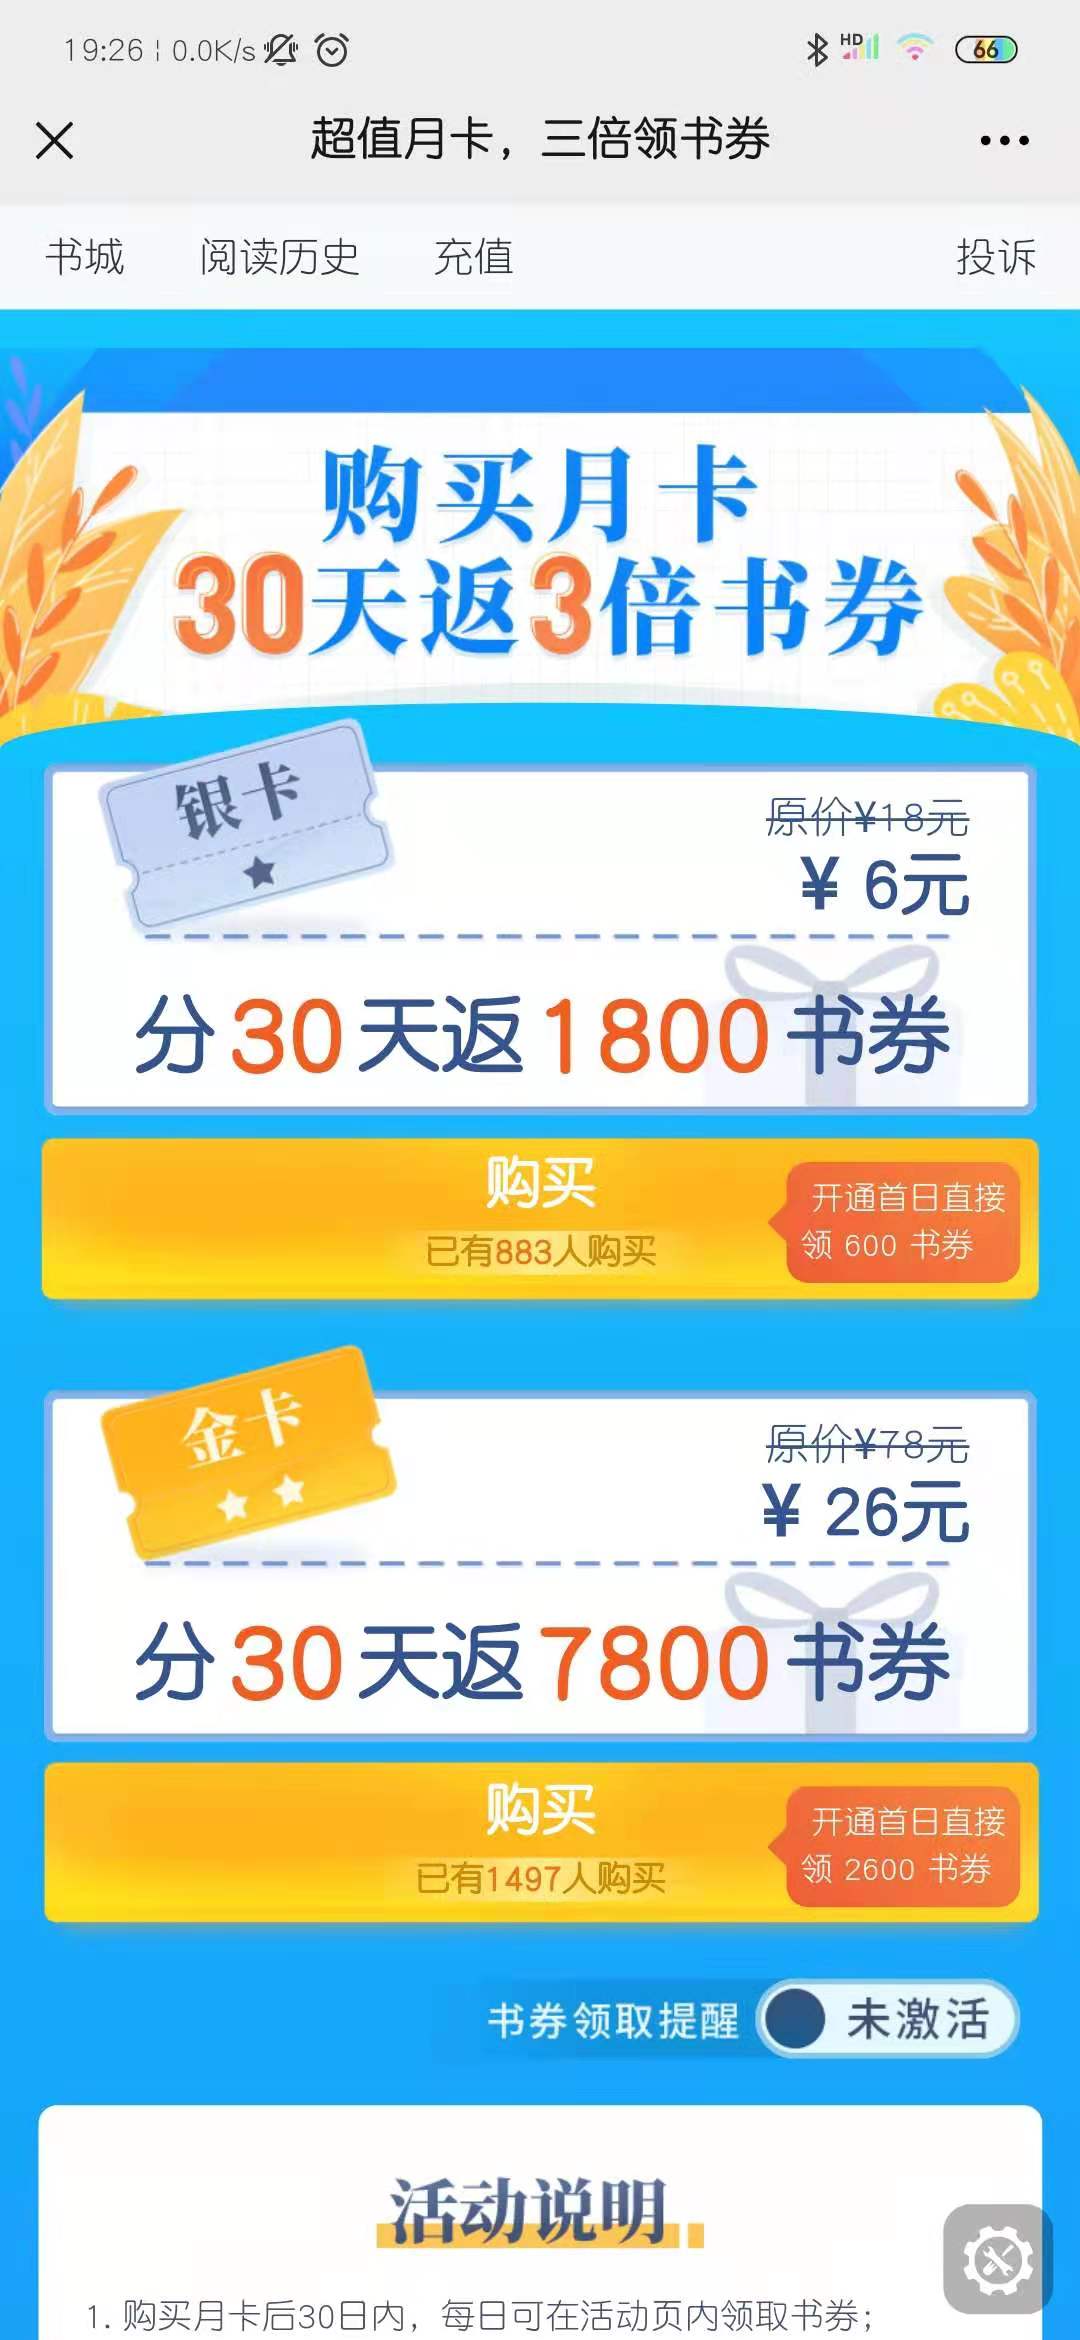 19:26 | 0.0K/s
HD
66
超值月卡，三倍领书券
书城 阅读历史 充值 投诉
购买月卡
30天返3倍书券
银卡
原价¥18元
¥ 6元
分30天返1800书券
购买
已有883人购买
开通首日直接
领 600 书券
金卡
原价¥78元
¥ 26元
分30天返7800书券
购买
已有1497人购买
开通首日直接
领 2600 书券
书券领取提醒 未激活
活动说明
1. 购买月卡后30日内，每日可在活动页内领取书券；